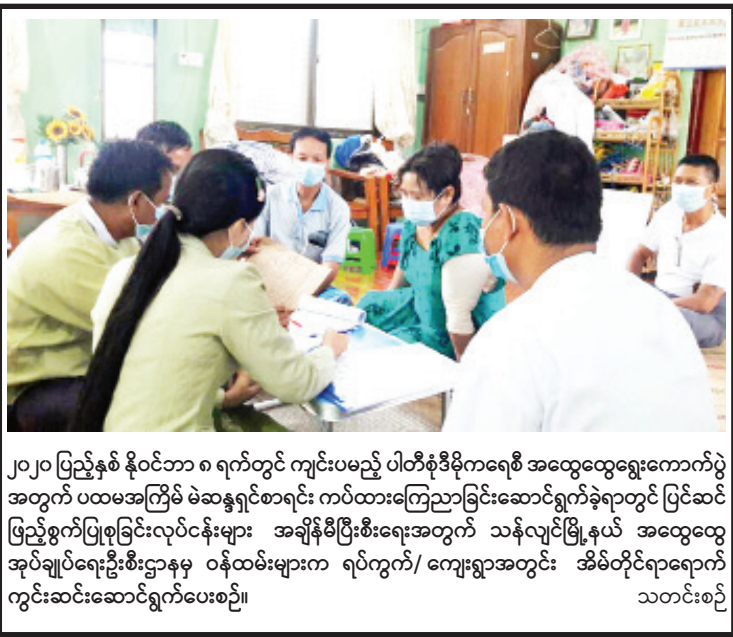 ၂၀၂၀ ပြည့်နှစ် နိုဝင်ဘာ ၈ ရက်တွင် ကျင်းပမည့် ပါတီစုံဒီမိုကရေစီ အထွေထွေရွေးကောက်ပွဲ
အတွက် ပထမအကြိမ် မဲဆန္ဒရှင်စာရင်း ကပ်ထားကြေညာခြင်းဆောင်ရွက်ခဲ့ရာတွင် ပြင်ဆင်
ဖြည့်စွက်ပြုစုခြင်းလုပ်ငန်းများ အချိန်မီပြီးစီးရေးအတွက် သန်လျင်မြို့နယ် အထွေထွေ
အုပ်ချုပ်ရေးဦးစီးဌာနမှ ဝန်ထမ်းများက ရပ်ကွက်/ ကျေးရွာအတွင်း အိမ်တိုင်ရာရောက်
ကွင်းဆင်းဆောင်ရွက်ပေးစဉ်။ သတင်းစဉ်